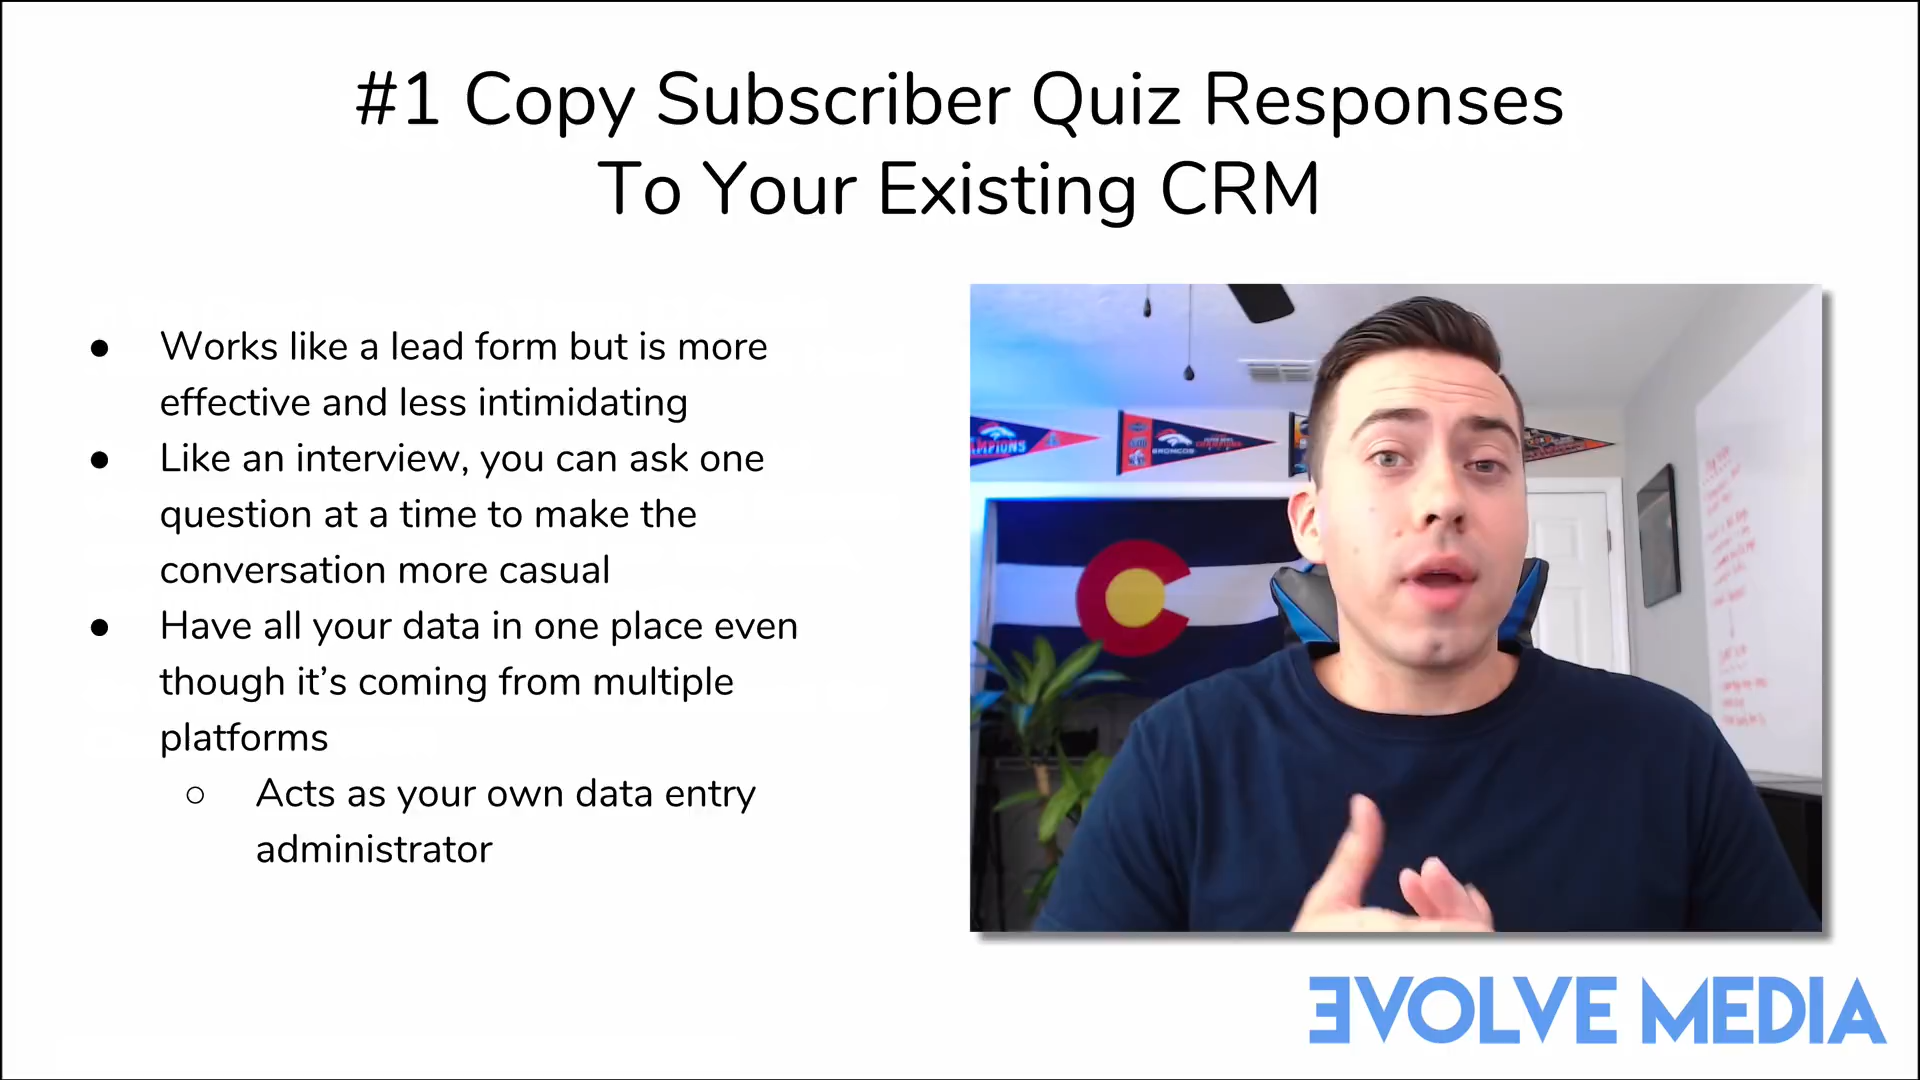 #1 Copy Subscriber Quiz Responses
To Your Existing CRM
● Works like a lead form but is more
effective and less intimidating
● Like an interview, you can ask one
question at a time to make the
conversation more casual
● Have all your data in one place even
though it’s coming from multiple
platforms
○ Acts as your own data entry
administrator
BRONCOS
EVOLVE MEDIA